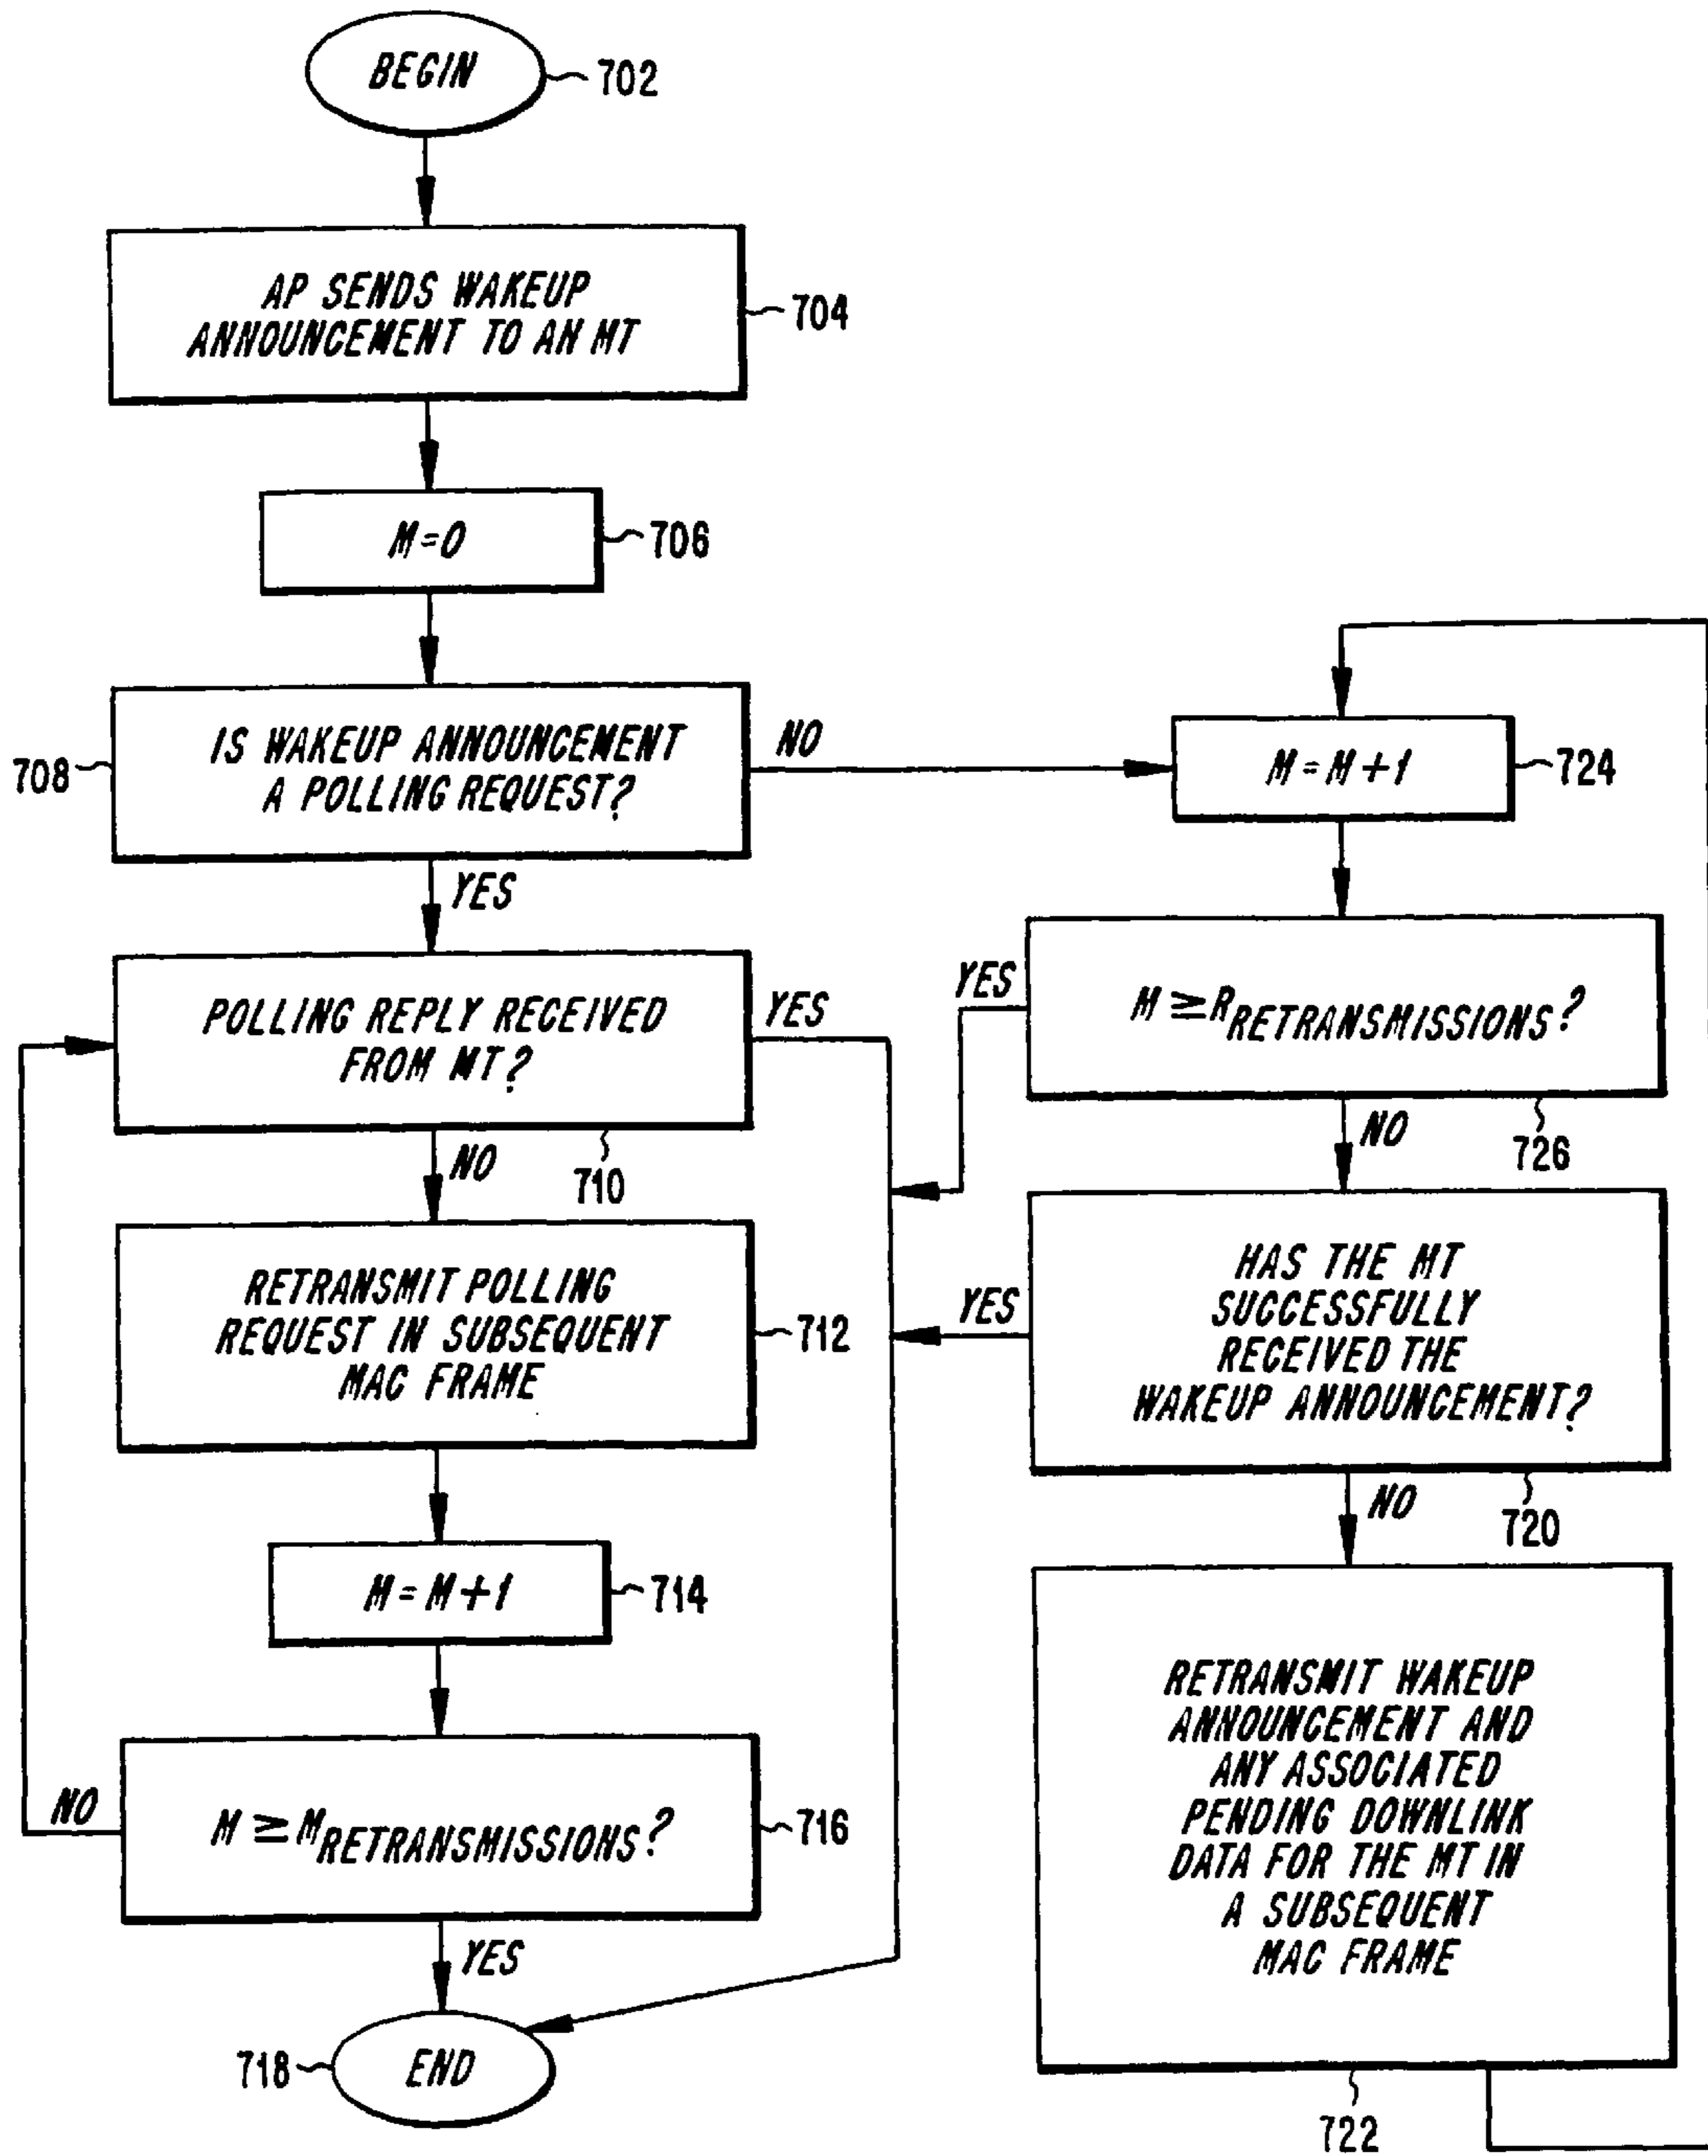 BEGIN
702
AP SENDS WAKEUP
ANNOUNCEMENT TO AN MT
704
M=0
706
IS WAKEUP ANNOUNCEMENT
A POLLING REQUEST?
708
NO
YES
M=M+1
724
POLLING REPLY RECEIVED
FROM MT?
710
YES
NO
M≥R RETRANSMISSIONS?
726
YES
NO
RETRANSMIT POLLING
REQUEST IN SUBSEQUENT
MAC FRAME
712
HAS THE MT
SUCCESSFULLY
RECEIVED THE
WAKEUP ANNOUNCEMENT?
720
YES
NO
M=M+1
714
M≥M RETRANSMISSIONS?
716
NO
YES
RETRANSMIT WAKEUP
ANNOUNCEMENT AND
ANY ASSOCIATED
PENDING DOWNLINK
DATA FOR THE MT IN
A SUBSEQUENT
MAC FRAME
722
END
718